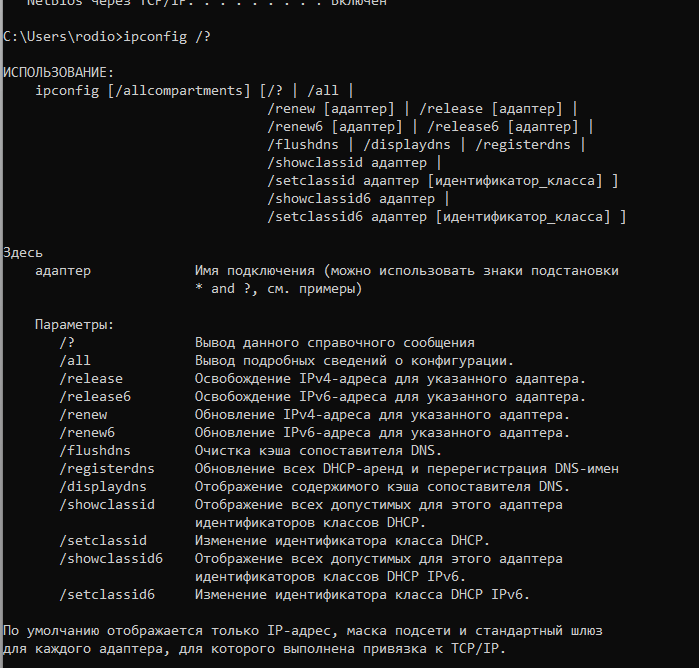 NetBios через TCP/IP. . . . . . . . : Включен
C:\Users\rodio>ipconfig /?
ИСПОЛЬЗОВАНИЕ:
ipconfig [/allcompartments] [/? | /all |
/renew [адаптер] | /release [адаптер] |
/renew6 [адаптер] | /release6 [адаптер] |
/flushdns | /displaydns | /registerdns |
/showclassid адаптер |
/setclassid адаптер [идентификатор_класса] ]
/showclassid6 адаптер |
/setclassid6 адаптер [идентификатор_класса] ]
Здесь
адаптер Имя подключения (можно использовать знаки подстановки
* and ?, см. примеры)
Параметры:
/? Вывод данного справочного сообщения
/all Вывод подробных сведений о конфигурации.
/release Освобождение IPv4-адреса для указанного адаптера.
/release6 Освобождение IPv6-адреса для указанного адаптера.
/renew Обновление IPv4-адреса для указанного адаптера.
/renew6 Обновление IPv6-адреса для указанного адаптера.
/flushdns Очистка кэша сопоставителя DNS.
/registerdns Обновление всех DHCP-аренд и перерегистрация DNS-имен
/displaydns Отображение содержимого кэша сопоставителя DNS.
/showclassid Отображение всех допустимых для этого адаптера
идентификаторов классов DHCP.
/setclassid Изменение идентификатора класса DHCP.
/showclassid6 Отображение всех допустимых для этого адаптера
идентификаторов классов DHCP IPv6.
/setclassid6 Изменение идентификатора класса DHCP IPv6.
По умолчанию отображается только IP-адрес, маска подсети и стандартный шлюз
для каждого адаптера, для которого выполнена привязка к TCP/IP.